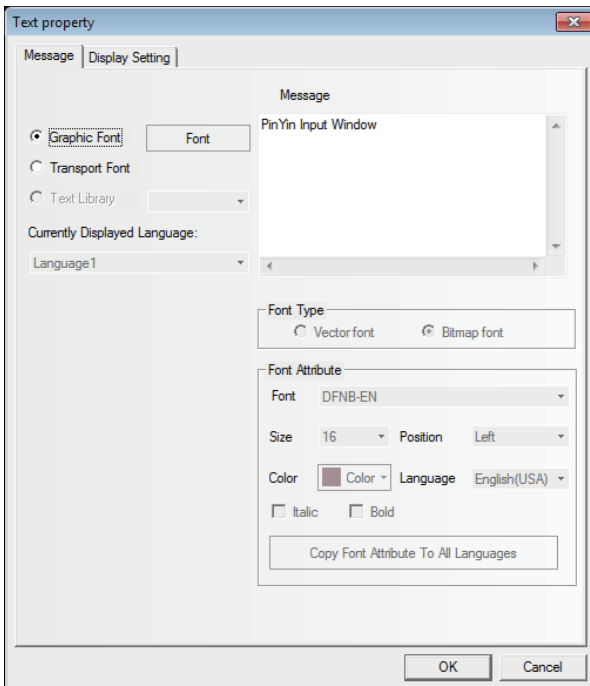 Text property
Message
Display Setting
Message
Graphic Font
Font
PinYin Input Window
Transport Font
Text Library
Currently Displayed Language:
Language1
Font Type
Vector font
Bitmap font
Font Attribute
Font
DFNB-EN
Size
16
Position
Left
Color
Color
Language
English(USA)
Italic
Bold
Copy Font Attribute To All Languages
OK
Cancel